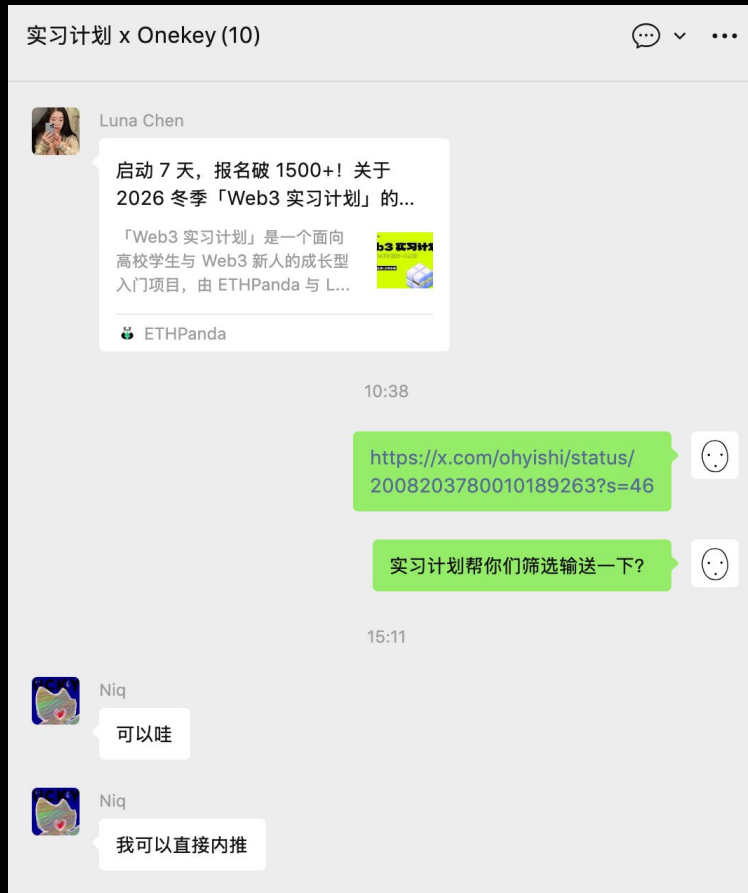 实习计划 x Onekey (10)
Luna Chen
启动 7 天，报名破 1500+！关于
2026 冬季「Web3 实习计划」的...
「Web3 实习计划」是一个面向
高校学生与 Web3 新人的成长型
入门项目，由 ETHPanda 与 L...
b3 实习计
ETHPanda
10:38
https://x.com/ohyishi/status/
2008203780010189263?s=46
实习计划帮你们筛选输送一下？
15:11
Niq
可以哇
Niq
我可以直接内推